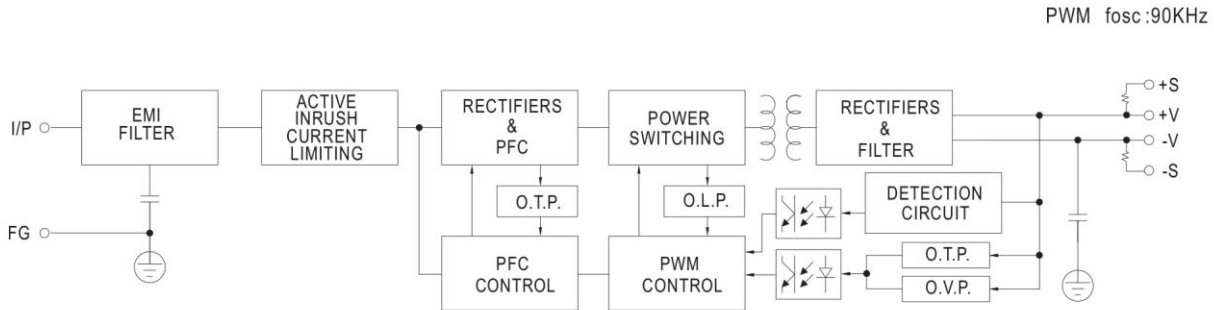 PWM fosc:90KHz
I/P
EMI
FILTER
ACTIVE
INRUSH
CURRENT
LIMITING
RECTIFIERS
&
PFC
POWER
SWITCHING
RECTIFIERS
&
FILTER
+S
+V
-V
-S
O.T.P.
O.L.P.
DETECTION
CIRCUIT
FG
PFC
CONTROL
PWM
CONTROL
O.T.P.
O.V.P.